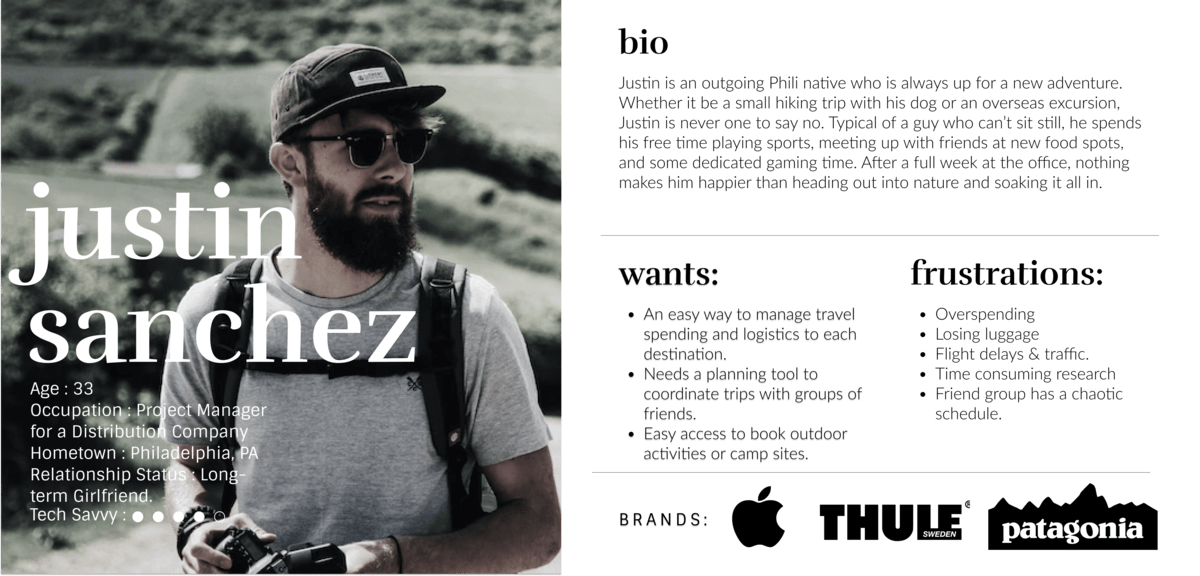 justin
sanchez
Age : 33
Occupation : Project Manager
for a Distribution Company
Hometown : Philadelphia, PA
Relationship Status : Long-
term Girlfriend.
Tech Savvy :
bio
Justin is an outgoing Phili native who is always up for a new adventure.
Whether it be a small hiking trip with his dog or an overseas excursion,
Justin is never one to say no. Typical of a guy who can't sit still, he spends
his free time playing sports, meeting up with friends at new food spots,
and some dedicated gaming time. After a full week at the office, nothing
makes him happier than heading out into nature and soaking it all in.
wants:
• An easy way to manage travel
spending and logistics to each
destination.
• Needs a planning tool to
coordinate trips with groups of
friends.
• Easy access to book outdoor
activities or camp sites.
frustrations:
• Overspending
• Losing luggage
• Flight delays & traffic.
• Time consuming research
• Friend group has a chaotic
schedule.
BRANDS:
THULE
SWEDEN
patagonia